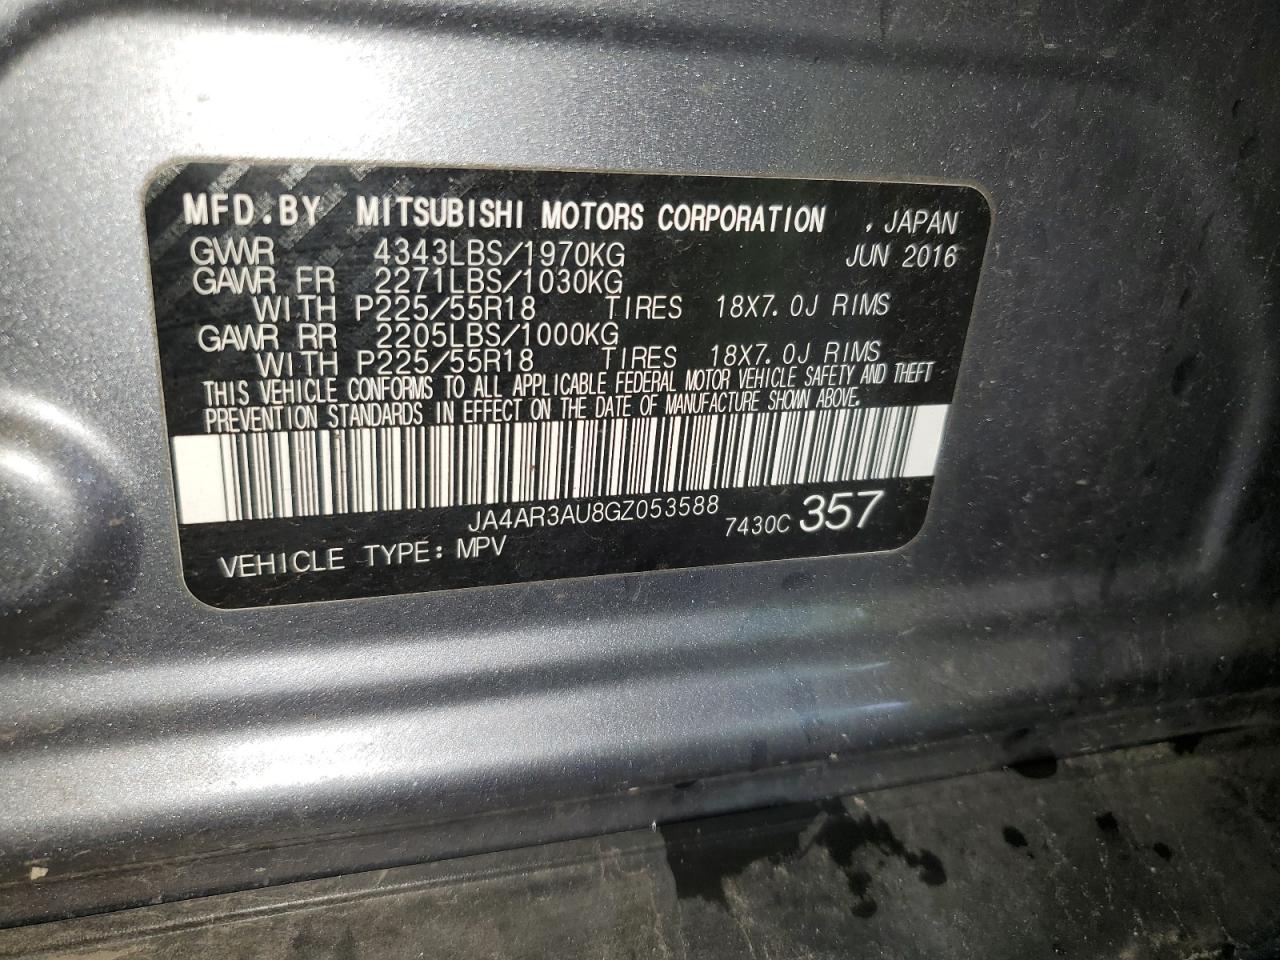 MFD.BY MITSUBISHI MOTORS CORPORATION , JAPAN
GVWR 4343LBS/1970KG JUN 2016
GAWR FR 2271LBS/1030KG
WITH P225/55R18 TIRES 18X7.0J RIMS
GAWR RR 2205LBS/1000KG
WITH P225/55R18 TIRES 18X7.0J RIMS
THIS VEHICLE CONFORMS TO ALL APPLICABLE FEDERAL MOTOR VEHICLE SAFETY AND THEFT
PREVENTION STANDARDS IN EFFECT ON THE DATE OF MANUFACTURE SHOWN ABOVE.
JA4AR3AU8GZ053588
7430C 357
VEHICLE TYPE: MPV